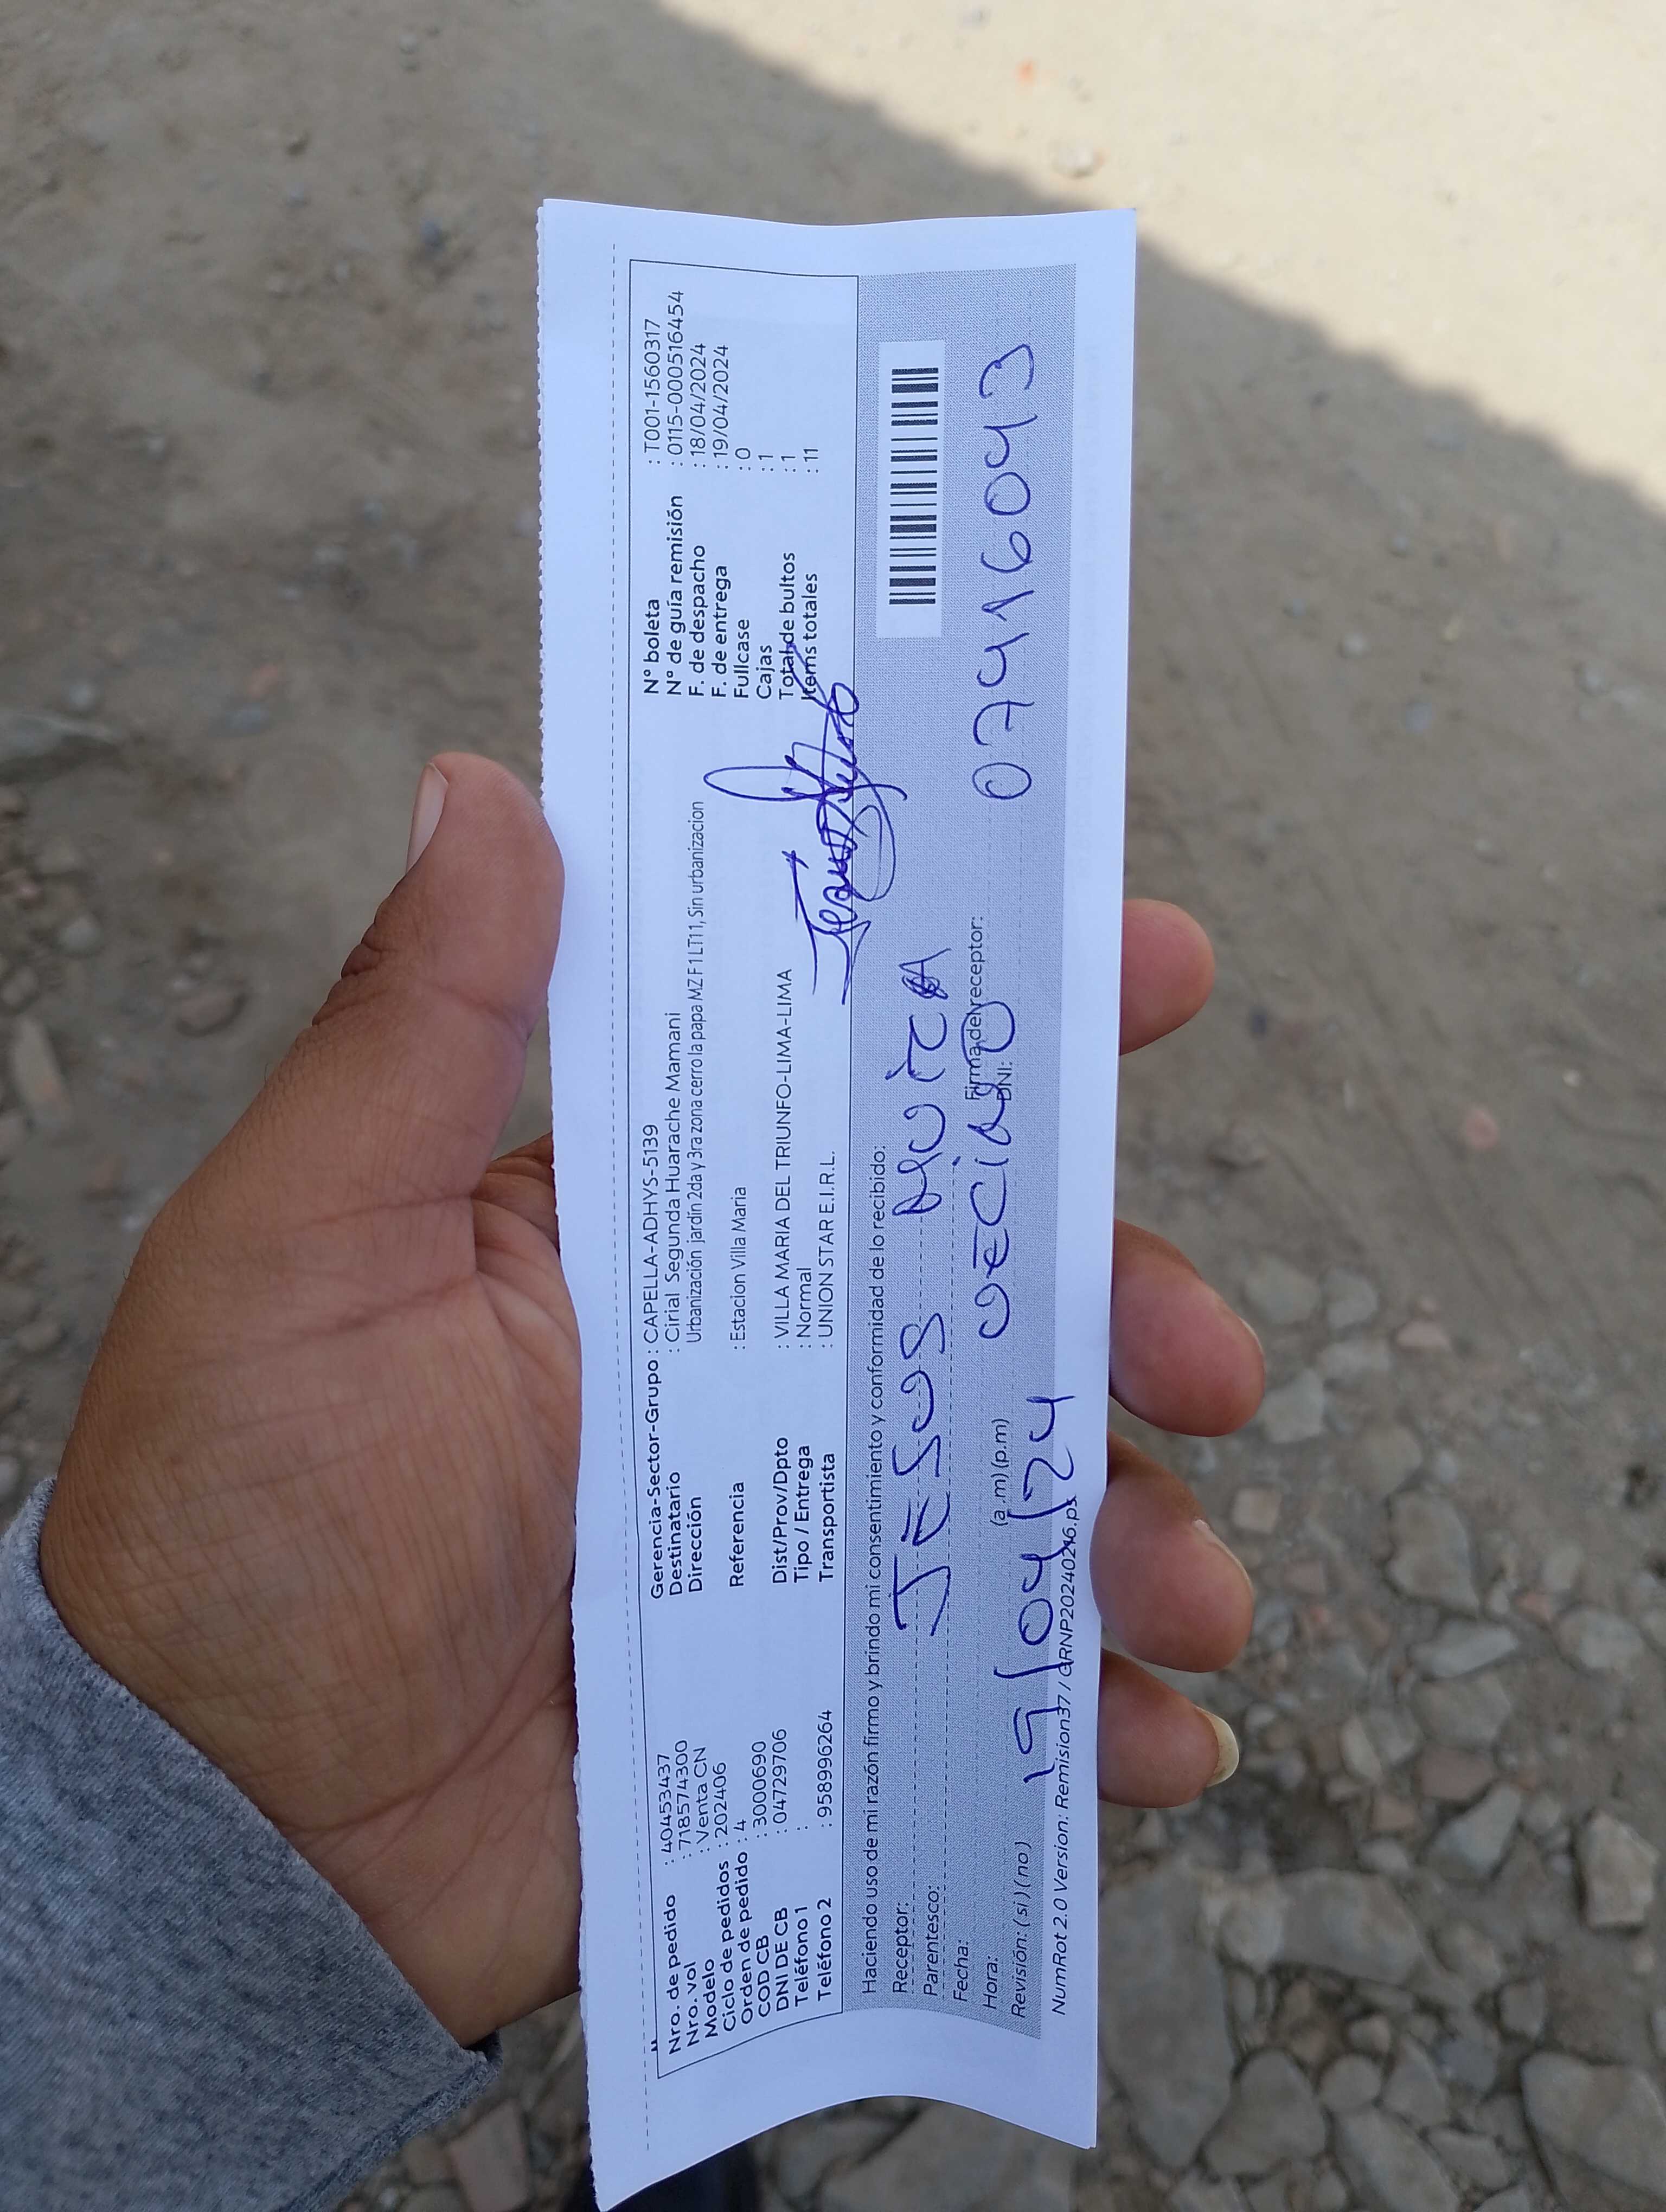 Nro. de pedido : 40453437
Nro. vol : 718574300
Modelo : Venta CN
Ciclo de pedidos : 202406
Orden de pedido : 4
COD CB : 3000690
DNI DE CB : 04729706
Teléfono 1 :
Teléfono 2 : 958996264
Gerencia-Sector-Grupo : CAPELLA-ADHYS-5139
Destinatario : Cirial Segunda Huarache Mamani
Dirección Urbanización jardin 2da y 3ra zona cerro la papa MZ F1 LT11, Sin urbanizacion
Referencia : Estacion Villa Maria
Dist/Prov/Dpto : VILLA MARIA DEL TRIUNFO-LIMA-LIMA
Tipo / Entrega : Normal
Transportista : UNION STAR E.I.R.L.
N° boleta : T001-1560317
N° de guía remisión : 0115-000516454
F. de despacho : 18/04/2024
F. de entrega : 19/04/2024
Fullcase : 0
Cajas : 1
Total de bultos : 1
Items totales : 11
Haciendo uso de mi razón firmo y brindo mi consentimiento y conformidad de lo recibido:
Receptor: JESUS
Parentesco:
Fecha:
Hora: (a.m) (p.m)
Firma del receptor:
DNI: 07416043
Revisión: (si) (no) 19/04/24
NumRot 2.0 Version: Remision37 / GRNP20240216.ps